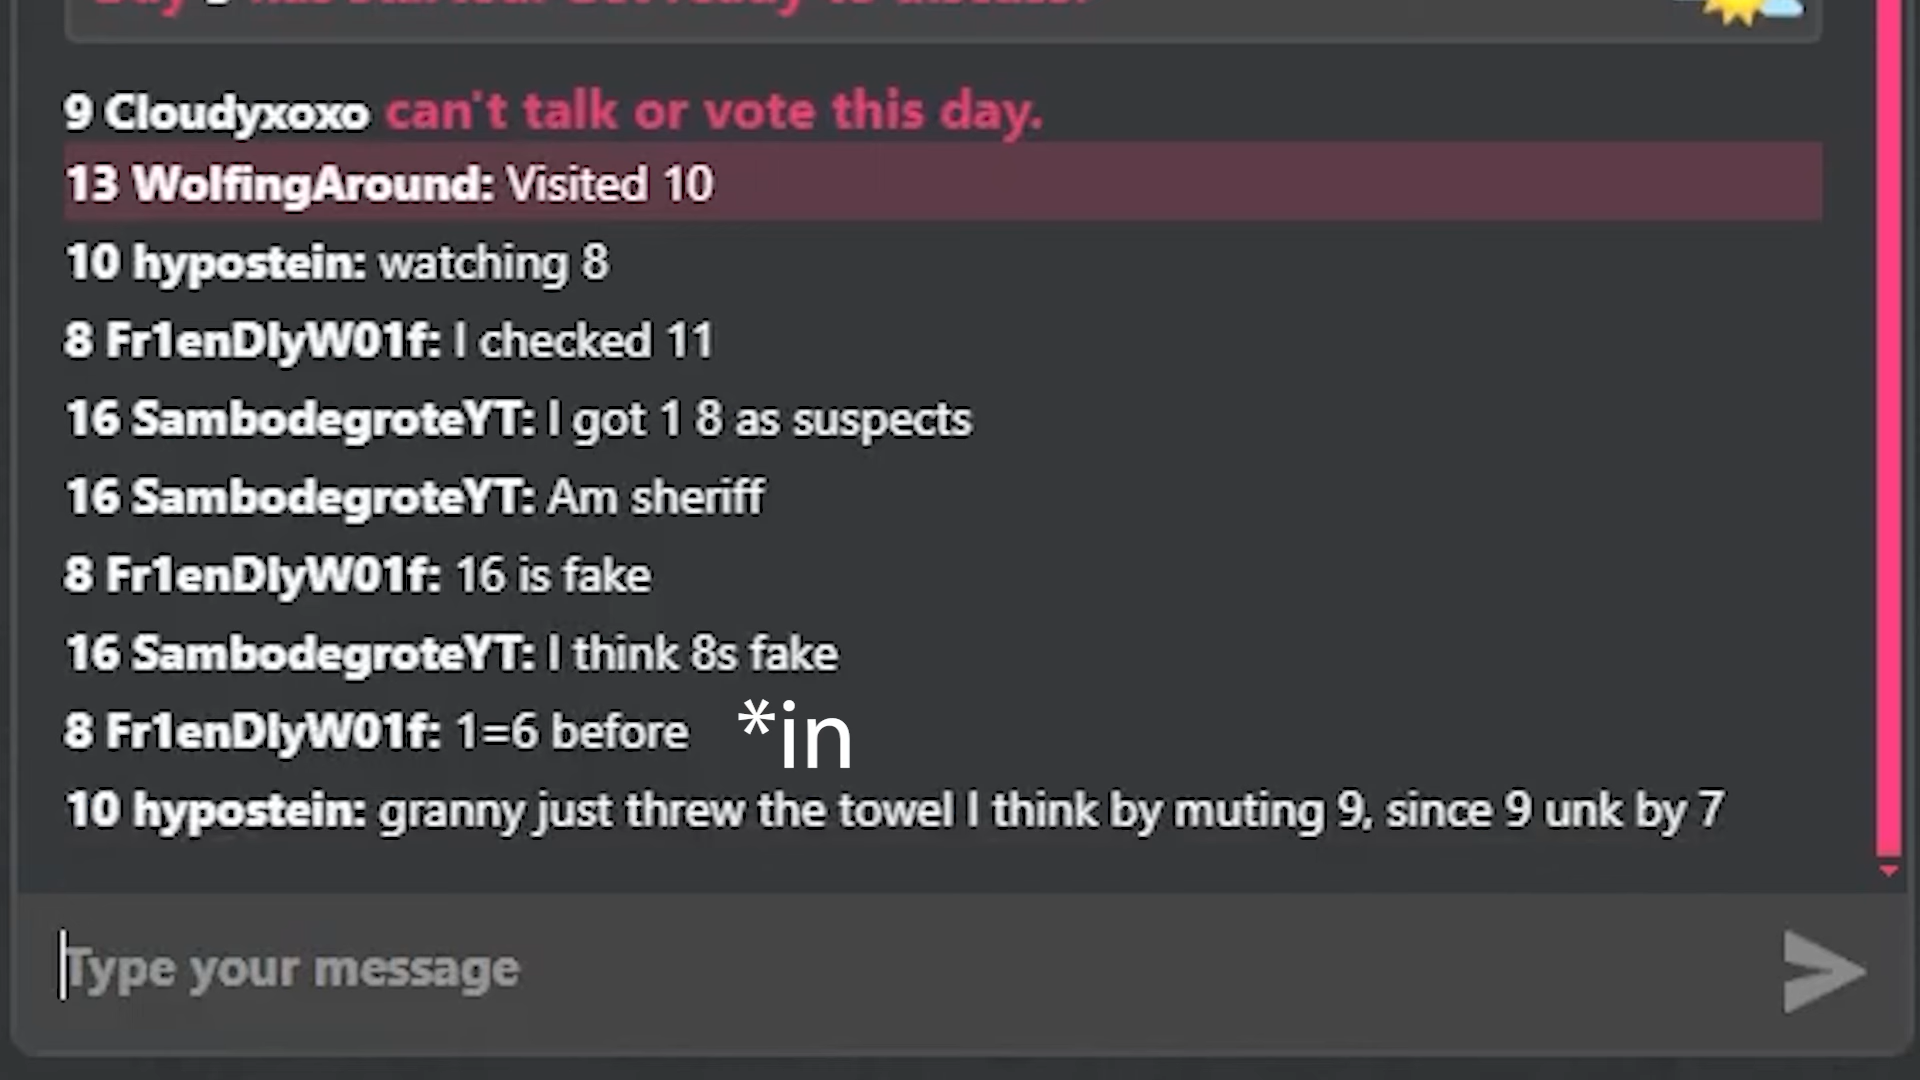 9 Cloudyxoxo can't talk or vote this day.
13 WolfingAround: Visited 10
10 hypostein: watching 8
8 Fr1enDlyW01f: I checked 11
16 SambodegroteYT: I got 1 8 as suspects
16 SambodegroteYT: Am sheriff
8 Fr1enDlyW01f: 16 is fake
16 SambodegroteYT: I think 8s fake
8 Fr1enDlyW01f: 1=6 before *in
10 hypostein: granny just threw the towel I think by muting 9, since 9 unk by 7
Type your message